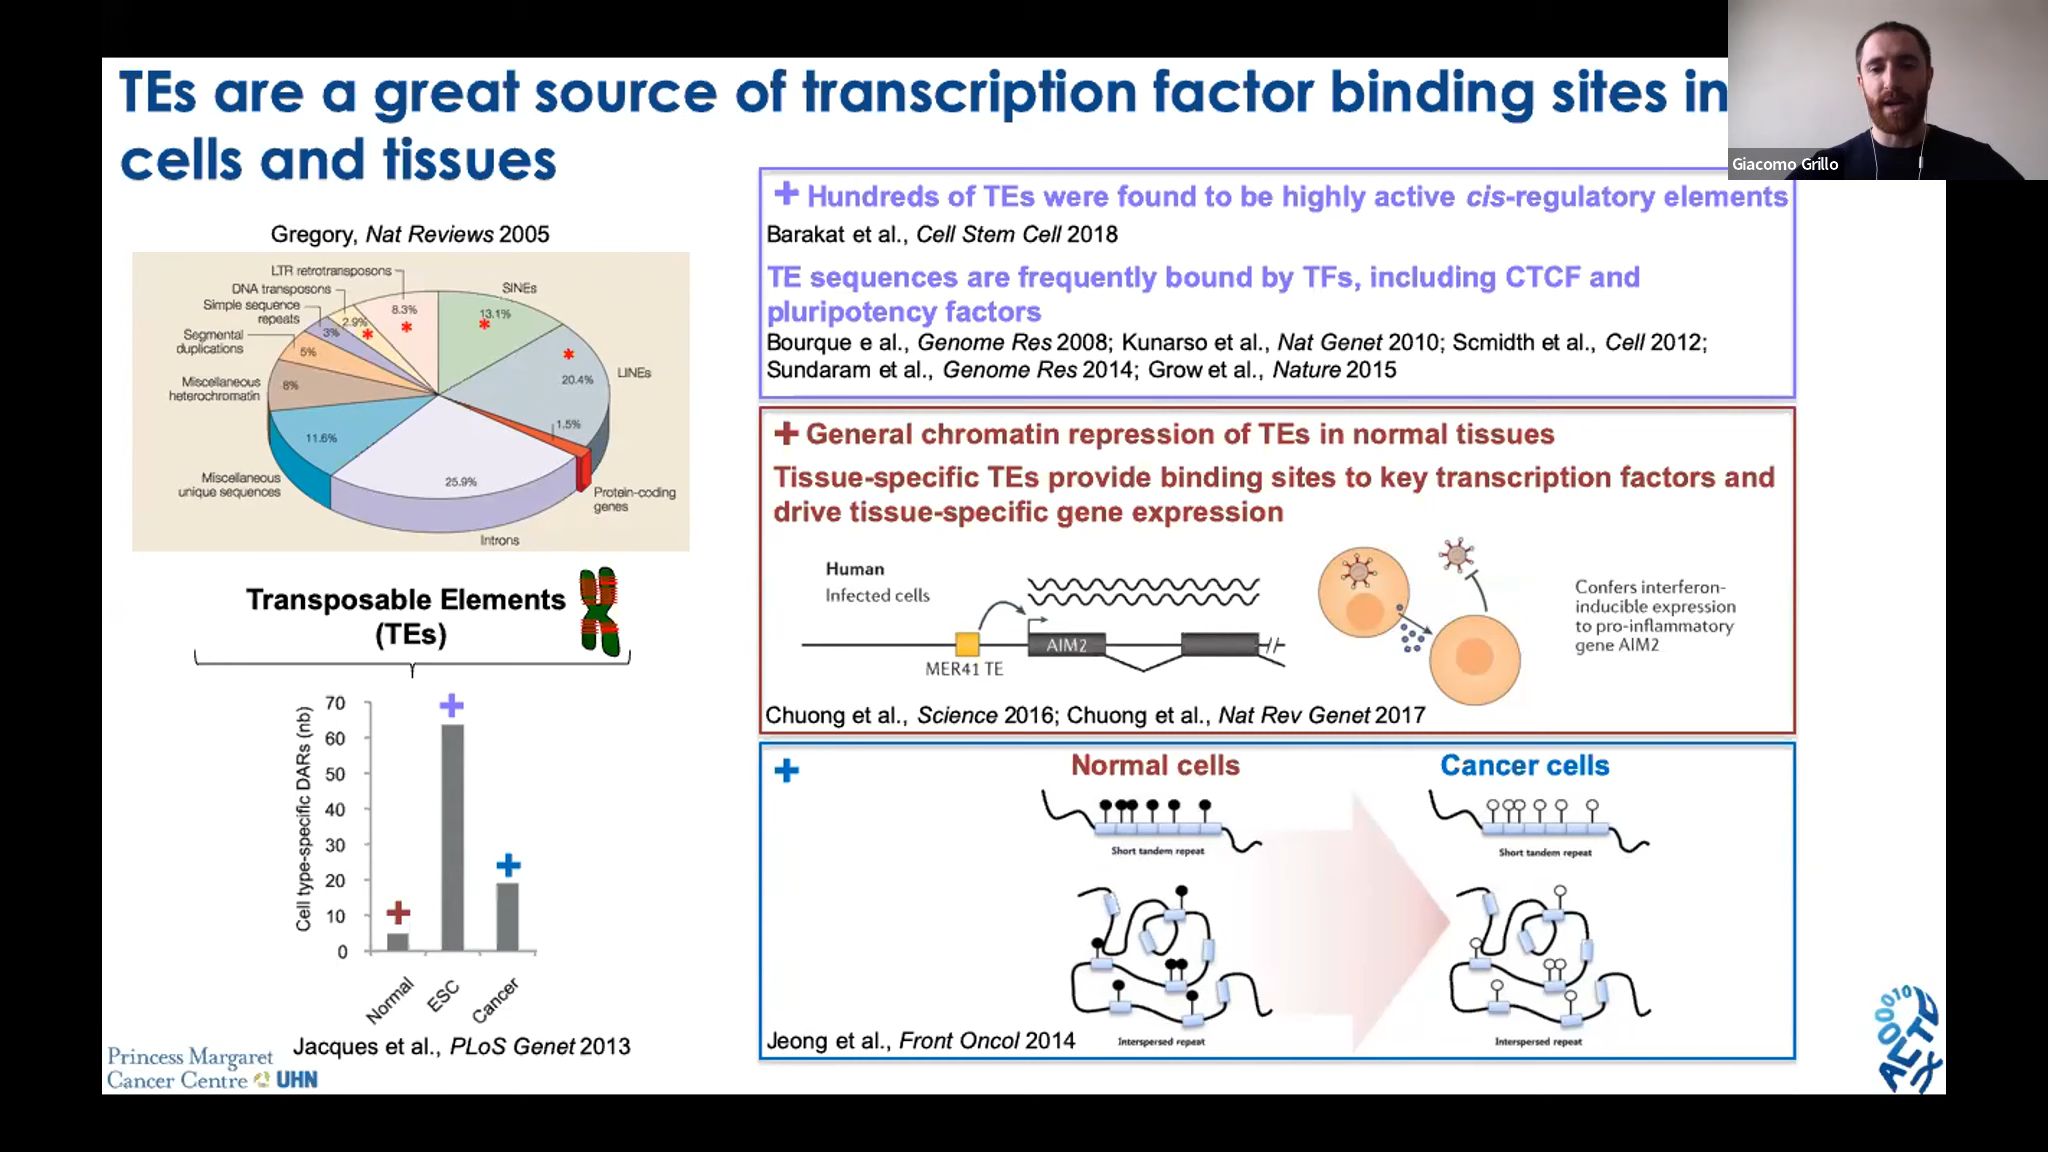 TEs are a great source of transcription factor binding sites in
cells and tissues
Giacomo Grillo
Gregory, Nat Reviews 2005
LTR retrotransposons
DNA transposons
Simple sequence
repeats
Segmental
duplications
Miscellaneous
heterochromatin
Miscellaneous
unique sequences
SINEs
LINEs
Protein-coding
genes
Introns
8.3%
13.1%
2.9%
3%
5%
8%
11.6%
25.9%
1.5%
20.4%
Transposable Elements
(TEs)
Cell type-specific DARs (nb)
70
60
50
40
30
20
10
0
Normal
ESC
Cancer
Jacques et al., PLoS Genet 2013
Princess Margaret
Cancer Centre UHN
+ Hundreds of TEs were found to be highly active cis-regulatory elements
Barakat et al., Cell Stem Cell 2018
TE sequences are frequently bound by TFs, including CTCF and
pluripotency factors
Bourque e al., Genome Res 2008; Kunarso et al., Nat Genet 2010; Scmidth et al., Cell 2012;
Sundaram et al., Genome Res 2014; Grow et al., Nature 2015
+ General chromatin repression of TEs in normal tissues
Tissue-specific TEs provide binding sites to key transcription factors and
drive tissue-specific gene expression
Human
Infected cells
MER41 TE
AIM2
Confers interferon-
inducible expression
to pro-inflammatory
gene AIM2
Chuong et al., Science 2016; Chuong et al., Nat Rev Genet 2017
+
Normal cells
Cancer cells
Short tandem repeat
Short tandem repeat
Interspersed repeat
Interspersed repeat
Jeong et al., Front Oncol 2014